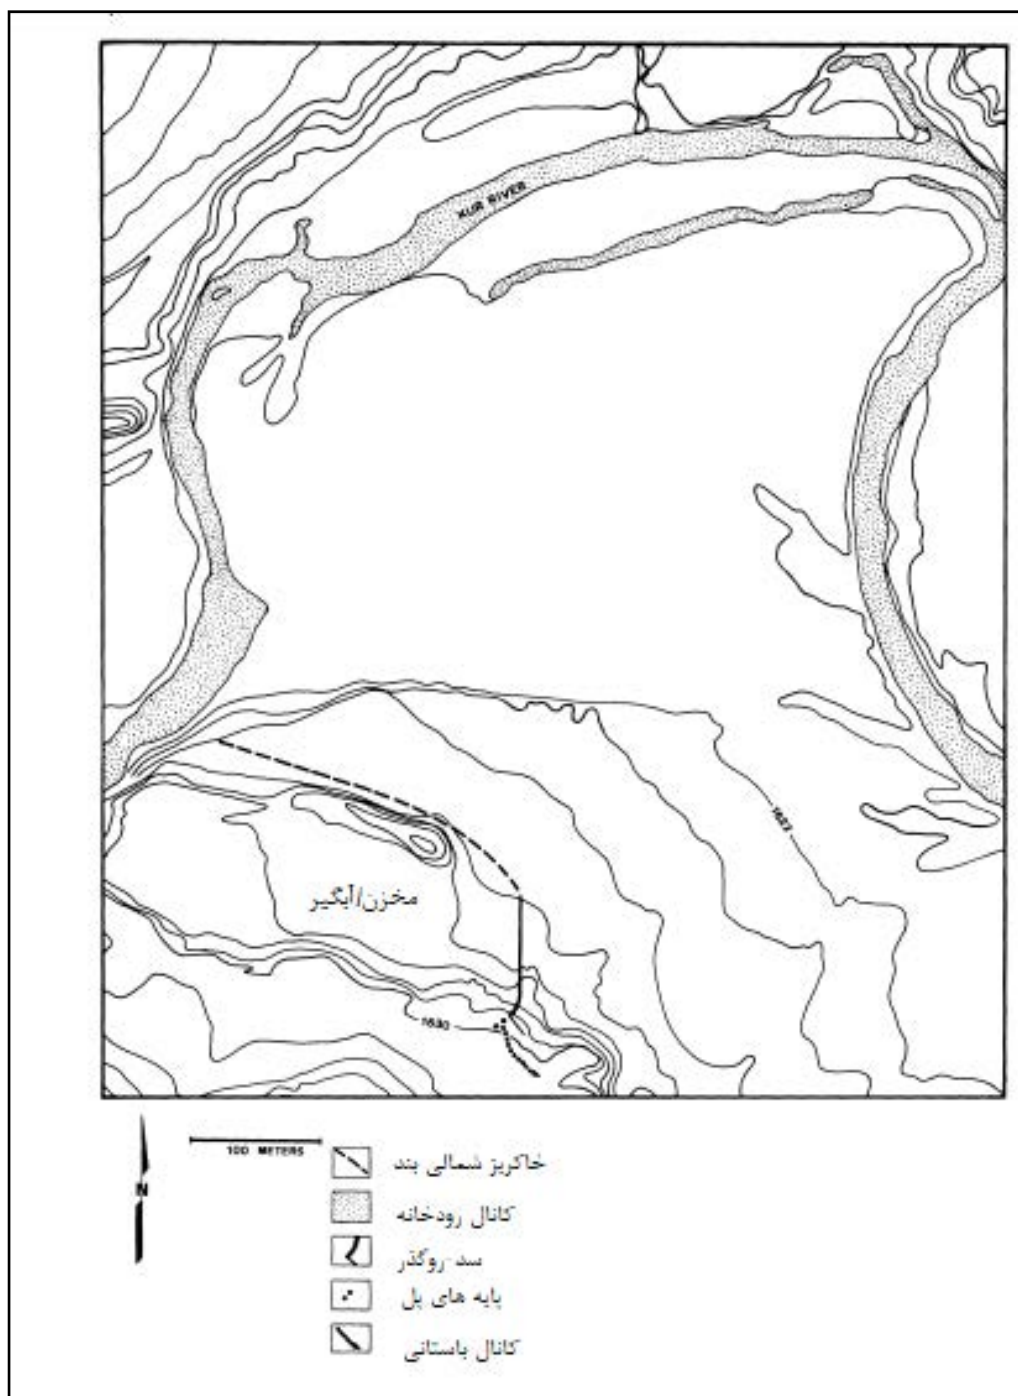 KUR RIVER
1622
مخزن/آبگیر
1630
N
100 METERS
خاکریز شمالی بند
کانال رودخانه
سد-روگذر
پایه های پل
کانال باستانی